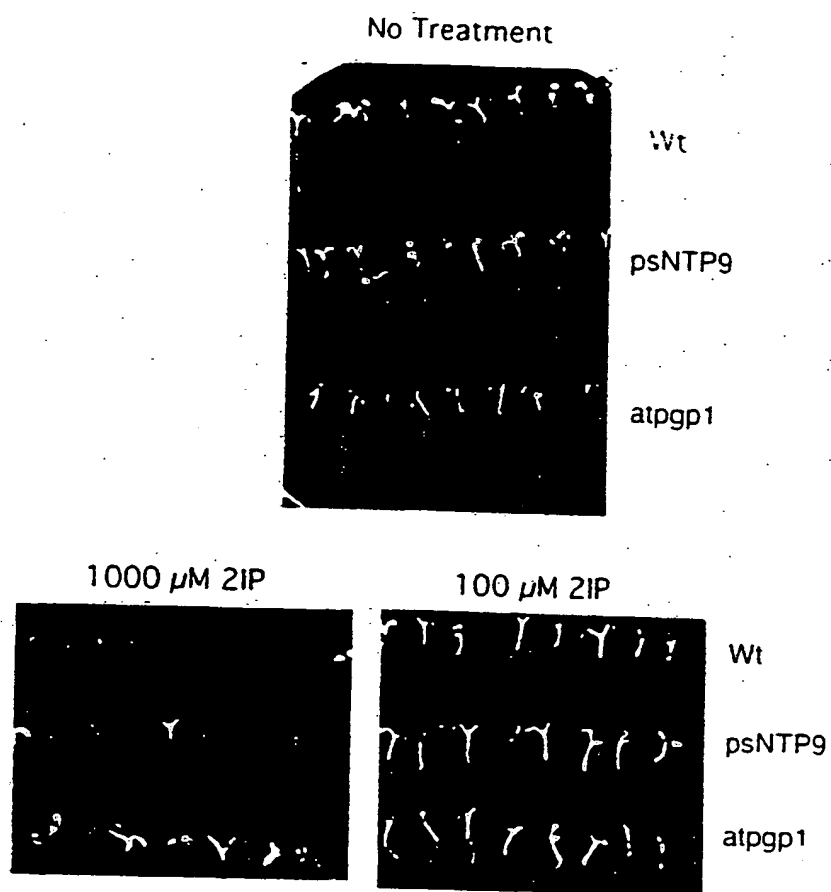 No Treatment
Wt
psNTP9
atpgp1
1000 µM 2IP
100 µM 2IP
Wt
psNTP9
atpgp1